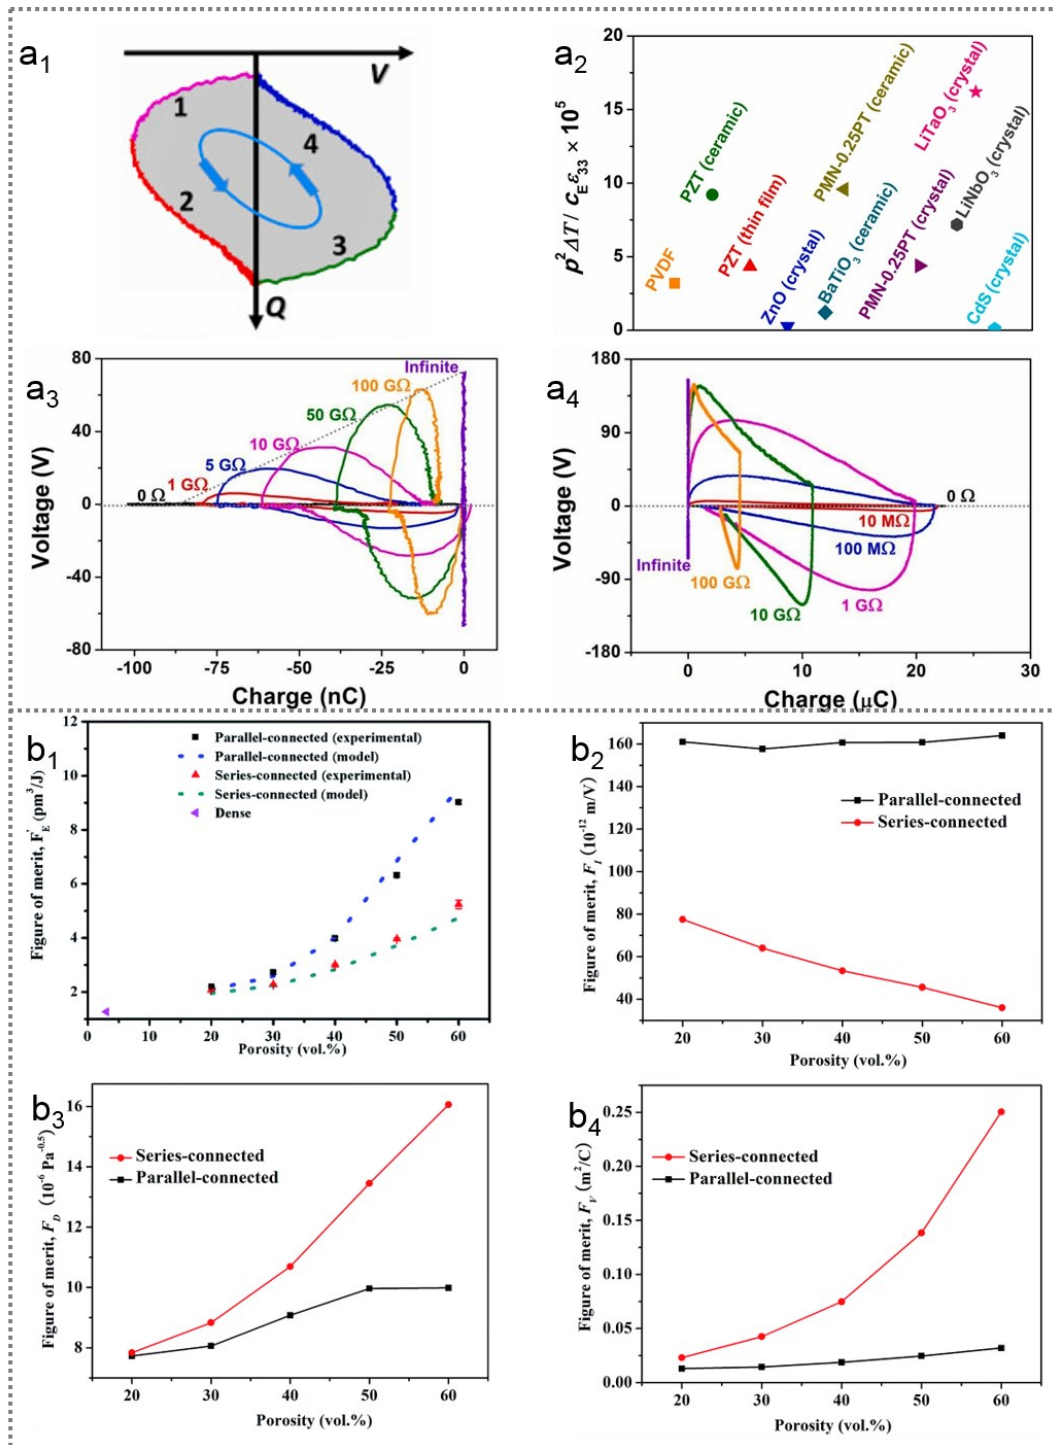 a1
V
1
4
2
3
Q
a2
20
15
10
5
0
p²ΔT / cEε33 × 10⁵
PVDF
PZT (ceramic)
PZT (thin film)
ZnO (crystal)
BaTiO3 (ceramic)
PMN-0.25PT (ceramic)
PMN-0.25PT (crystal)
LiTaO3 (crystal)
LiNbO3 (crystal)
CdS (crystal)
a3
80
40
0
-40
-80
Voltage (V)
Infinite
100 GΩ
50 GΩ
10 GΩ
5 GΩ
1 GΩ
0 Ω
-100
-75
-50
-25
0
Charge (nC)
a4
180
90
0
-90
-180
Voltage (V)
0 Ω
10 MΩ
100 MΩ
Infinite
100 GΩ
10 GΩ
1 GΩ
0
10
20
30
Charge (μC)
b1
12
10
8
6
4
2
Figure of merit, F'E (pm³/J)
Parallel-connected (experimental)
Parallel-connected (model)
Series-connected (experimental)
Series-connected (model)
Dense
0
10
20
30
40
50
60
Porosity (vol.%)
b2
160
140
120
100
80
60
40
Figure of merit, FI (10⁻¹² m/V)
Parallel-connected
Series-connected
20
30
40
50
60
Porosity (vol.%)
b3
16
14
12
10
8
Figure of merit, FD (10⁻⁶ Pa⁻⁰·⁵)
Series-connected
Parallel-connected
20
30
40
50
60
Porosity (vol.%)
b4
0.25
0.20
0.15
0.10
0.05
0.00
Figure of merit, FV (m²/C)
Series-connected
Parallel-connected
20
30
40
50
60
Porosity (vol.%)